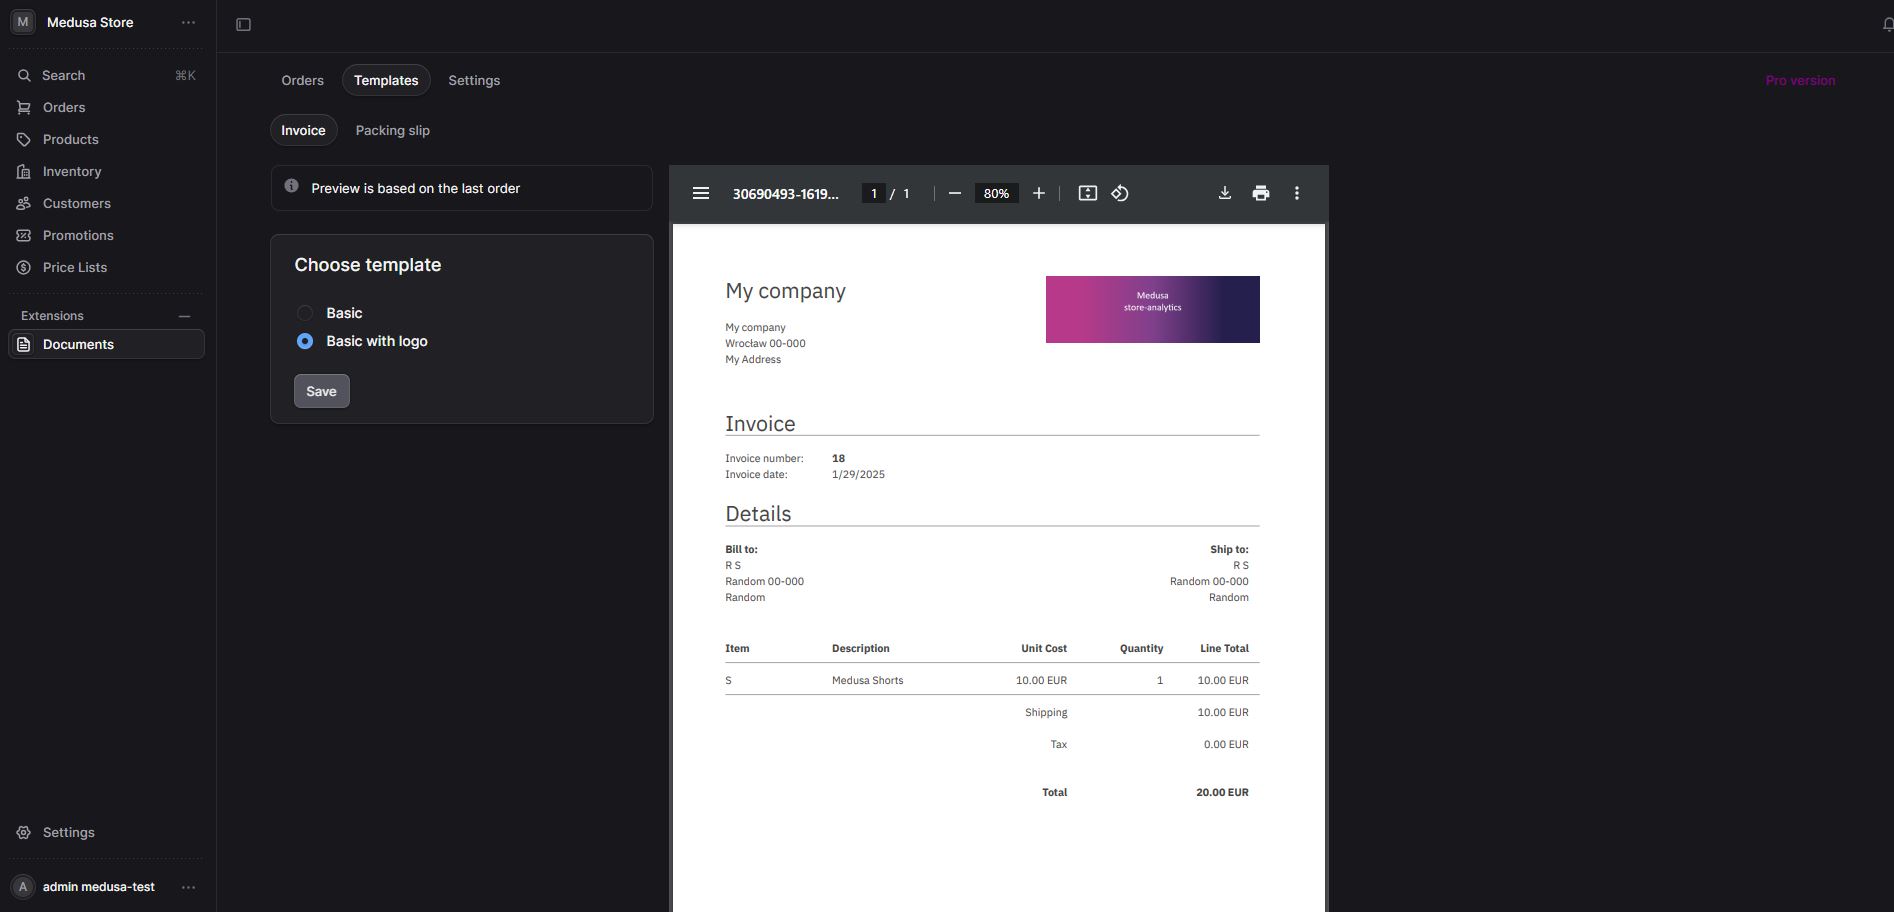 M Medusa Store
Search ⌘K
Orders
Products
Inventory
Customers
Promotions
Price Lists
Extensions
Documents
Settings
A admin medusa-test
Orders Templates Settings
Pro version
Invoice Packing slip
Preview is based on the last order
Choose template
Basic
Basic with logo
Save
30690493-1619... 1 / 1 80%
My company
Medusa
store-analytics
My company
Wrocław 00-000
My Address
Invoice
Invoice number: 18
Invoice date: 1/29/2025
Details
Bill to: Ship to:
R S R S
Random 00-000 Random 00-000
Random Random
Item Description Unit Cost Quantity Line Total
S Medusa Shorts 10.00 EUR 1 10.00 EUR
Shipping 10.00 EUR
Tax 0.00 EUR
Total 20.00 EUR